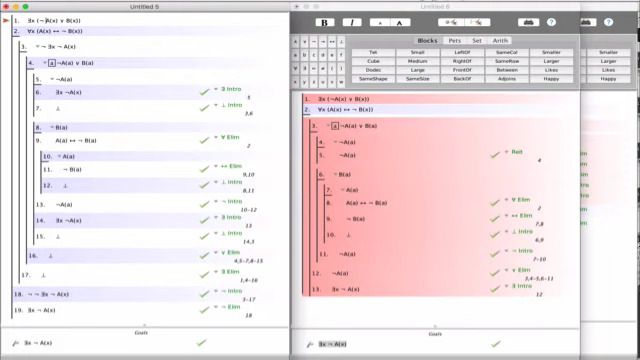 Untitled 5
1. ∃x (¬A(x) ∨ B(x))
2. ∀x (A(x) ↔ ¬ B(x))
3. ¬ ∃x ¬ A(x)
4. a ¬A(a) ∨ B(a)
5. ¬A(a)
6. ∃x ¬A(x) ∃ Intro 5
7. ⊥ ⊥ Intro 3,6
8. B(a)
9. A(a) ↔ ¬ B(a) ∀ Elim 2
10. A(a)
11. ¬ B(a) ↔ Elim 9,10
12. ⊥ ⊥ Intro 8,11
13. ¬A(a) ¬ Intro 10-12
14. ∃x ¬A(x) ∃ Intro 13
15. ⊥ ⊥ Intro 14,3
16. ⊥ ∨ Elim 4,5-7,8-15
17. ⊥ ∃ Elim 1,4-16
18. ¬ ¬ ∃x ¬ A(x) ¬ Intro 3-17
19. ∃x ¬ A(x) ¬ Elim 18
Goals
∃x ¬ A(x)
Untitled 6
B I A A
Blocks Pets Set Arith
Tet Small LeftOf SameCol Smaller
Cube Medium RightOf SameRow Larger
Dodec Large FrontOf Between Likes
SameShape SameSize BackOf Adjoins Happy
1. ∃x (¬A(x) ∨ B(x))
2. ∀x (A(x) ↔ ¬ B(x))
3. a ¬A(a) ∨ B(a)
4. ¬A(a)
5. ¬A(a) Reit 4
6. B(a)
7. A(a)
8. A(a) ↔ ¬ B(a) ∀ Elim 2
9. ¬ B(a) ↔ Elim 7,8
10. ⊥ ⊥ Intro 6,9
11. ¬A(a) ¬ Intro 7-10
12. ¬A(a) ∨ Elim 3,4-5,6-11
13. ∃x ¬ A(x) ∃ Intro 12
Goals
∃x ¬ A(x)
Smaller
Larger
Likes
Happy